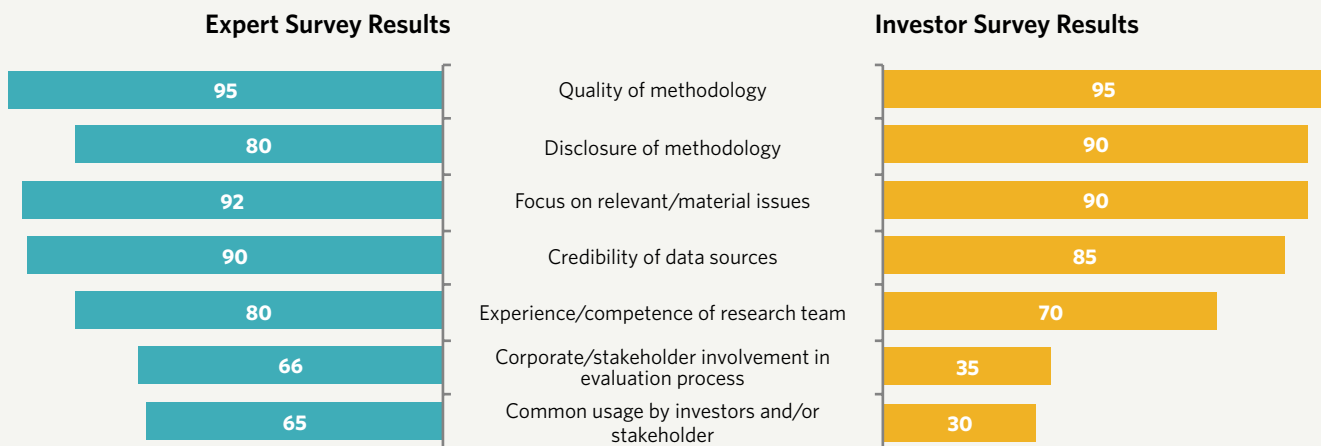 Expert Survey Results
Investor Survey Results
95
Quality of methodology
95
80
Disclosure of methodology
90
92
Focus on relevant/material issues
90
90
Credibility of data sources
85
80
Experience/competence of research team
70
66
Corporate/stakeholder involvement in
evaluation process
35
65
Common usage by investors and/or
stakeholder
30